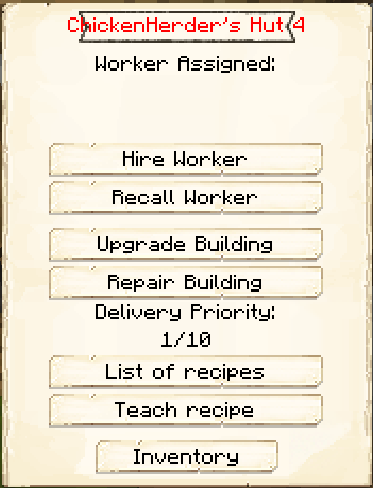 ChickenHerder's Hut 4
Worker Assigned:
Hire Worker
Recall Worker
Upgrade Building
Repair Building
Delivery Priority:
1/10
List of recipes
Teach recipe
Inventory